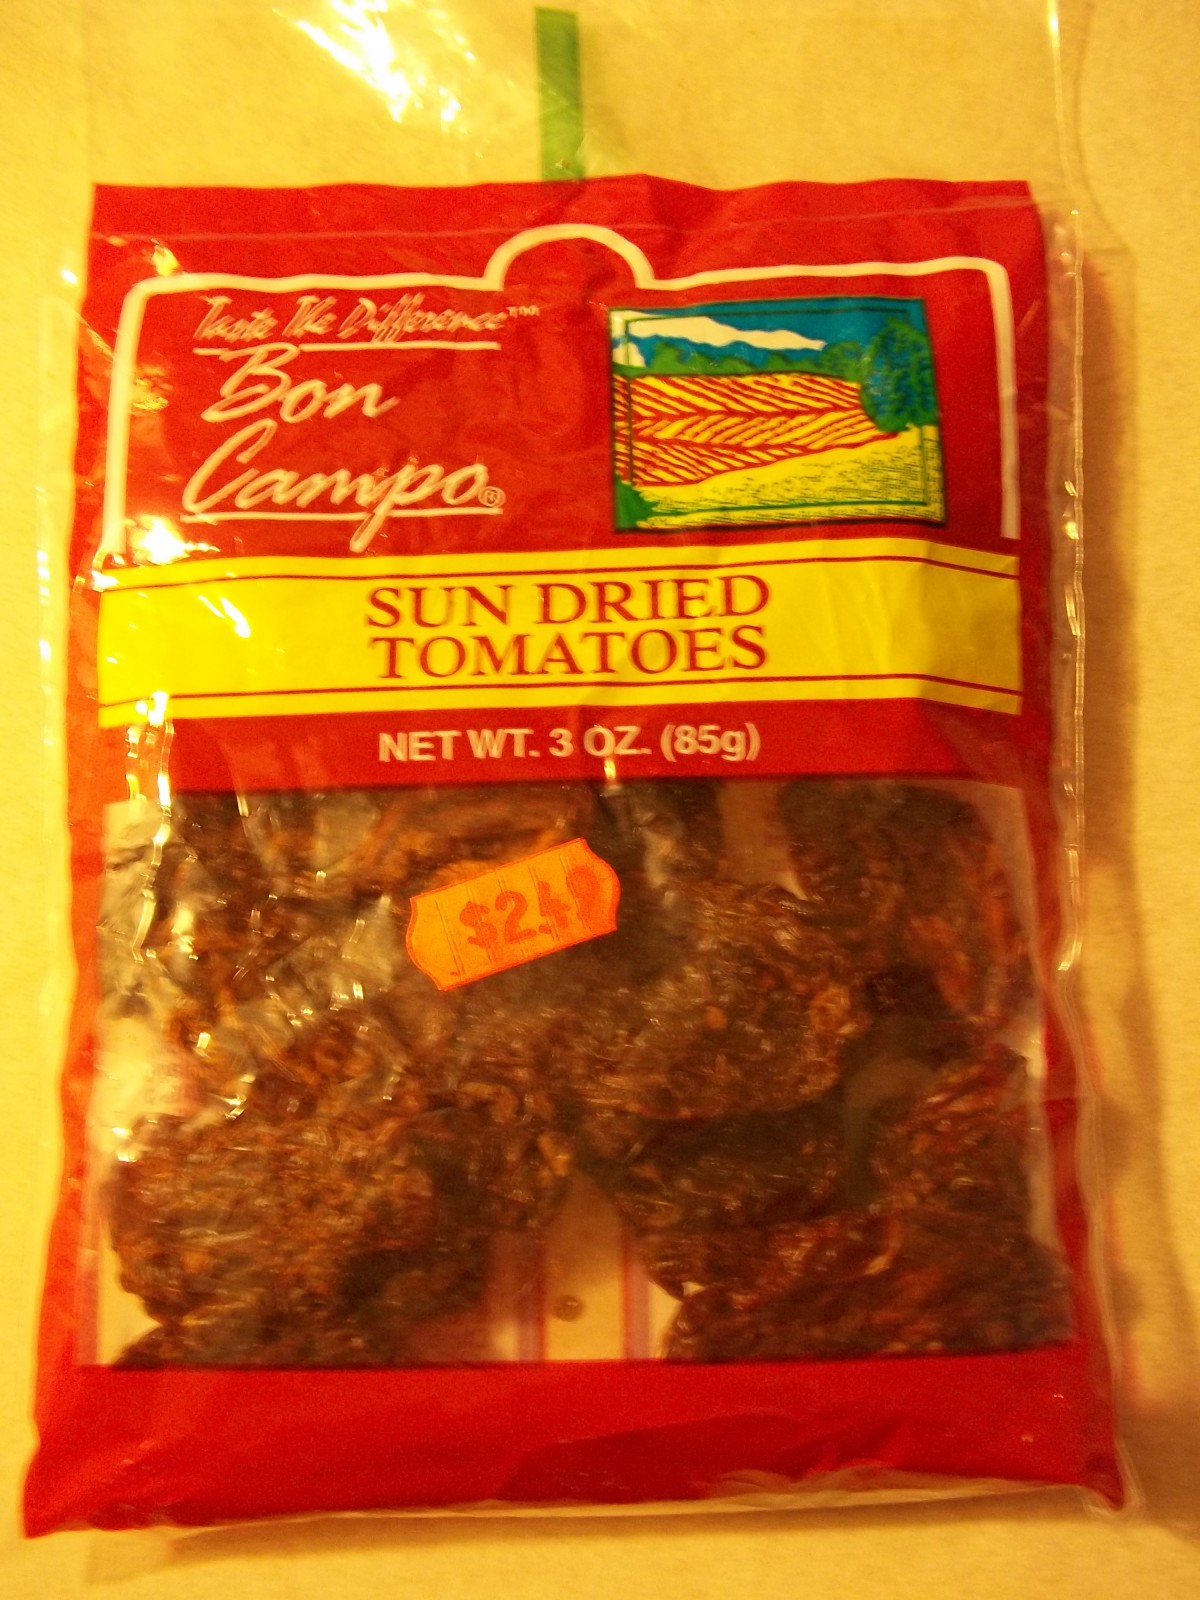 Taste The Difference™
Bon
Campo®
SUN DRIED
TOMATOES
NET WT. 3 OZ. (85g)
$2.49